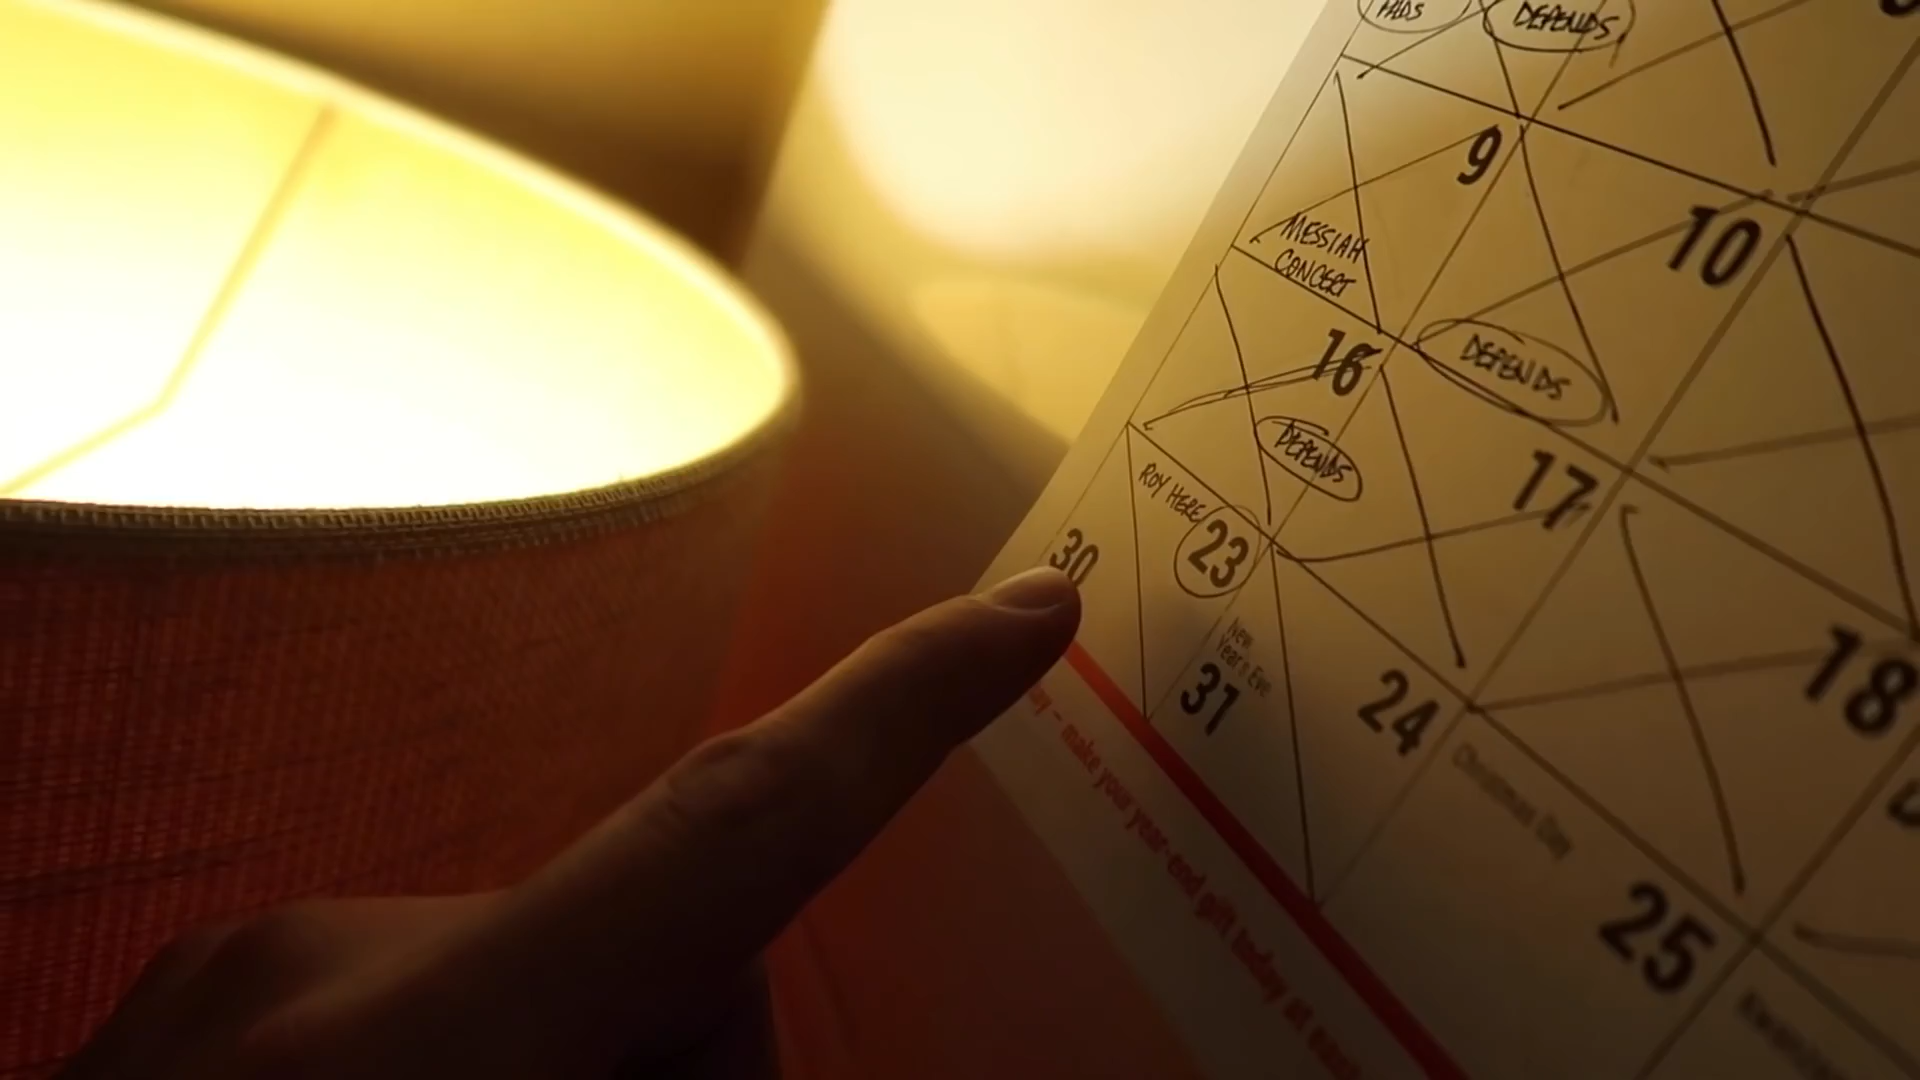 PADS
DEPENDS
9
10
MESSIAH
CONCERT
16
DEPENDS
17
DEPENDS
18
ROY HERE
23
24
Christmas Day
25
30
New
Year's Eve
31
make your year-end gift today at